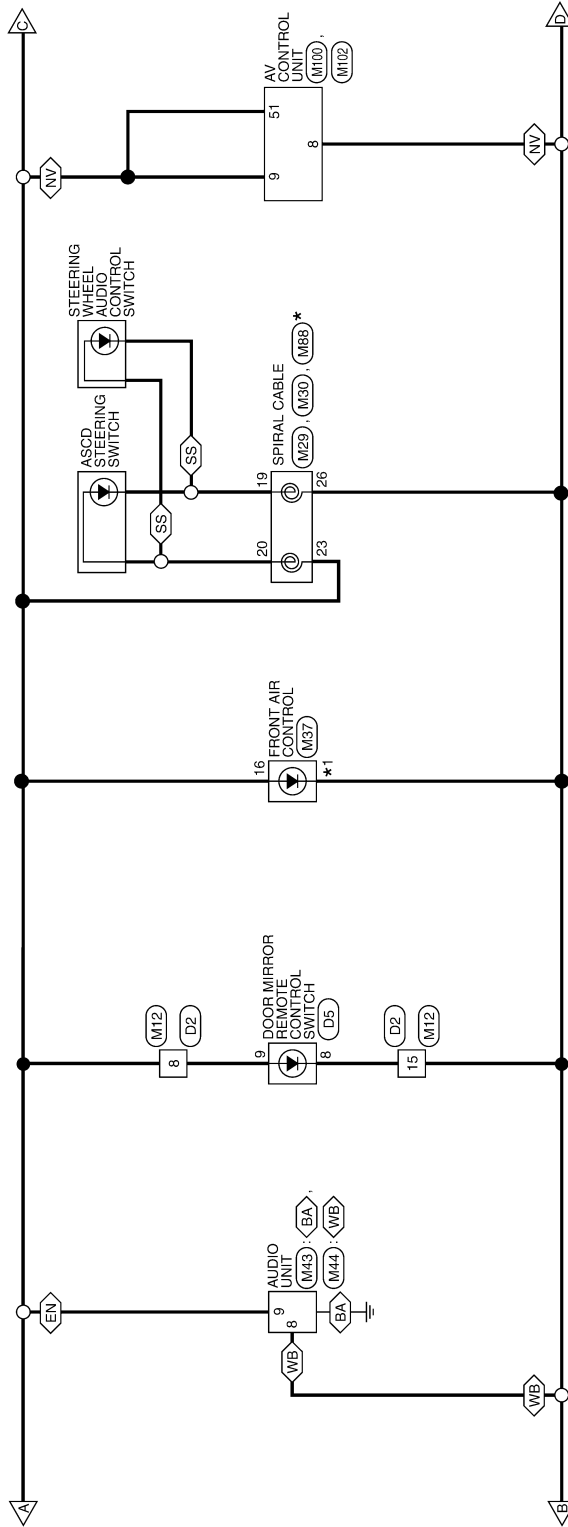 A
EN
AUDIO
UNIT
M43 : BA ,
M44 : WB
9
8
WB
BA
WB
B
M12
8
D2
9
DOOR MIRROR
REMOTE
CONTROL
SWITCH
D5
8
D2
15
M12
16
FRONT AIR
CONTROL
M37
*1
ASCD
STEERING
SWITCH
STEERING
WHEEL
AUDIO
CONTROL
SWITCH
SS
SS
20
19
SPIRAL CABLE
M29 , M30 , M88 *
23
26
C
NV
9
51
AV
CONTROL
UNIT
M100 ,
M102
8
NV
D